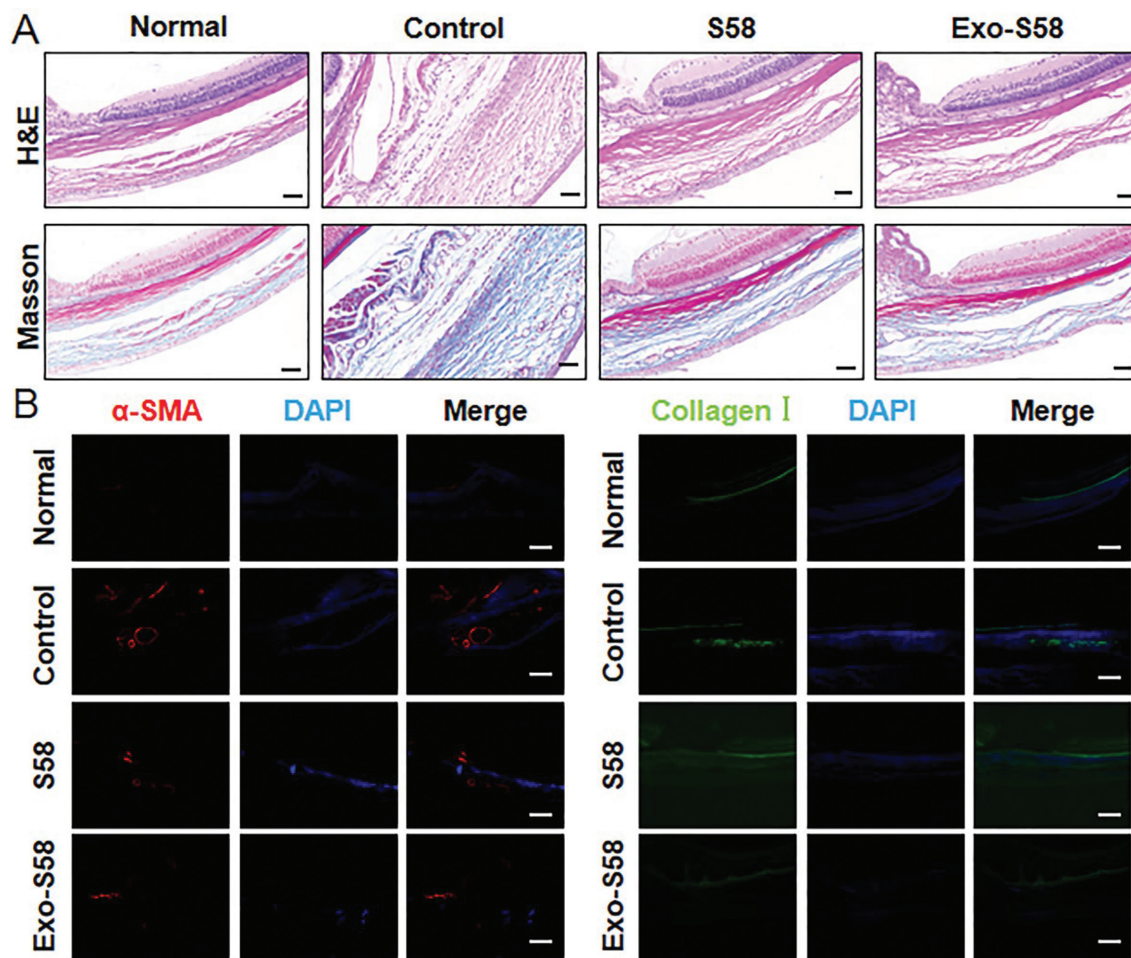 A
Normal Control S58 Exo-S58
H&E
Masson
B
α-SMA DAPI Merge Collagen Ⅰ DAPI Merge
Normal Normal
Control Control
S58 S58
Exo-S58 Exo-S58